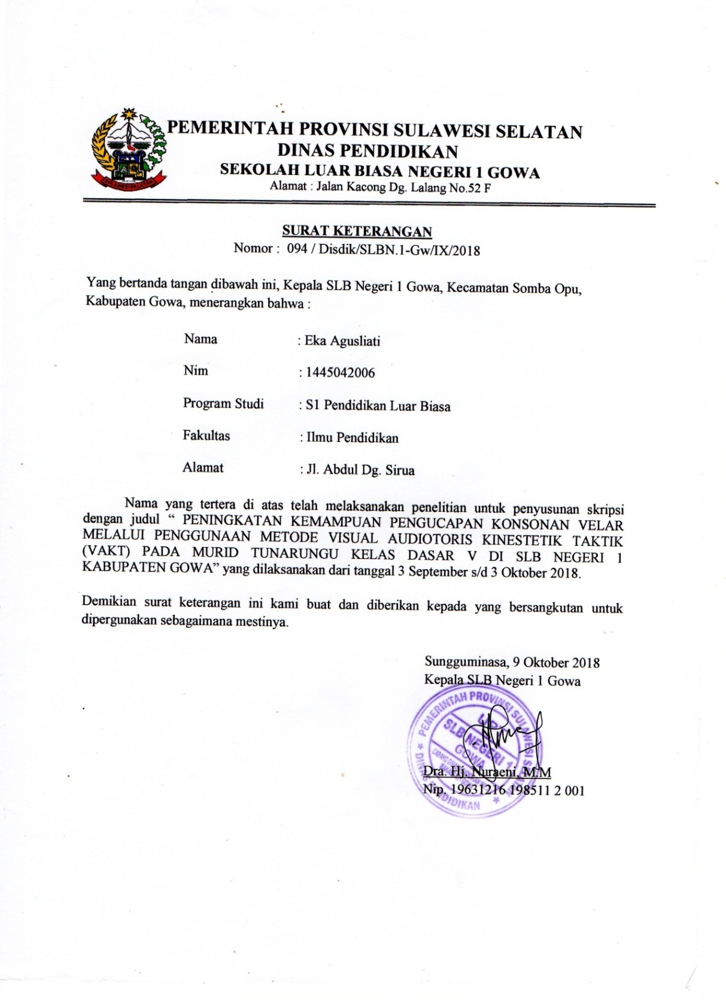 PEMERINTAH PROVINSI SULAWESI SELATAN
DINAS PENDIDIKAN
SEKOLAH LUAR BIASA NEGERI 1 GOWA
Alamat : Jalan Kacong Dg. Lalang No.52 F
SULAWESI SELATAN
SURAT KETERANGAN
Nomor : 094 / Disdik/SLBN.1-Gw/IX/2018
Yang bertanda tangan dibawah ini, Kepala SLB Negeri 1 Gowa, Kecamatan Somba Opu,
Kabupaten Gowa, menerangkan bahwa :
Nama : Eka Agusliati
Nim : 1445042006
Program Studi : S1 Pendidikan Luar Biasa
Fakultas : Ilmu Pendidikan
Alamat : Jl. Abdul Dg. Sirua
Nama yang tertera di atas telah melaksanakan penelitian untuk penyusunan skripsi
dengan judul “ PENINGKATAN KEMAMPUAN PENGUCAPAN KONSONAN VELAR
MELALUI PENGGUNAAN METODE VISUAL AUDIOTORIS KINESTETIK TAKTIK
(VAKT) PADA MURID TUNARUNGU KELAS DASAR V DI SLB NEGERI 1
KABUPATEN GOWA” yang dilaksanakan dari tanggal 3 September s/d 3 Oktober 2018.
Demikian surat keterangan ini kami buat dan diberikan kepada yang bersangkutan untuk
dipergunakan sebagaimana mestinya.
Sungguminasa, 9 Oktober 2018
Kepala SLB Negeri 1 Gowa
PEMERINTAH PROVINSI SULAWESI SELATAN
DINAS PENDIDIKAN
UPT
SLB NEGERI 1
GOWA
Dra. Hj. Nuraeni, M.M
Nip. 19631216 198511 2 001